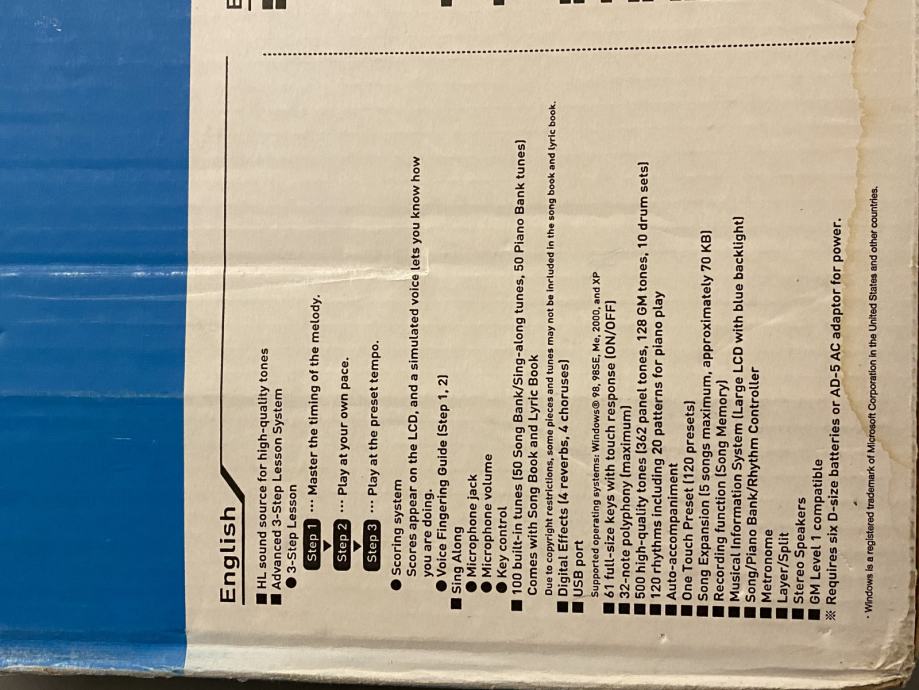 English
■ HL sound source for high-quality tones
■ Advanced 3-Step Lesson System
● 3-Step Lesson
Step 1 ··· Master the timing of the melody.
▼
Step 2 ··· Play at your own pace.
▼
Step 3 ··· Play at the preset tempo.
● Scoring system
Scores appear on the LCD, and a simulated voice lets you know how
you are doing.
● Voice Fingering Guide (Step 1, 2)
■ Sing Along
● Microphone jack
● Microphone volume
● Key control
■ 100 built-in tunes (50 Song Bank/Sing-along tunes, 50 Piano Bank tunes)
Comes with Song Book and Lyric Book
Due to copyright restrictions, some pieces and tunes may not be included in the song book and lyric book.
■ Digital Effects (4 reverbs, 4 choruses)
■ USB port
Supported operating systems: Windows® 98, 98SE, Me, 2000, and XP
■ 61 full-size keys with touch response (ON/OFF)
■ 32-note polyphony (maximum)
■ 500 high-quality tones (362 panel tones, 128 GM tones, 10 drum sets)
■ 120 rhythms including 20 patterns for piano play
■ Auto-accompaniment
■ One Touch Preset (120 presets)
■ Song Expansion (5 songs maximum, approximately 70 KB)
■ Recording function (Song Memory)
■ Musical Information System (Large LCD with blue backlight)
■ Song/Piano Bank/Rhythm Controller
■ Metronome
■ Layer/Split
■ Stereo Speakers
■ GM Level 1 compatible
※ Requires six D-size batteries or AD-5 AC adaptor for power.
· Windows is a registered trademark of Microsoft Corporation in the United States and other countries.